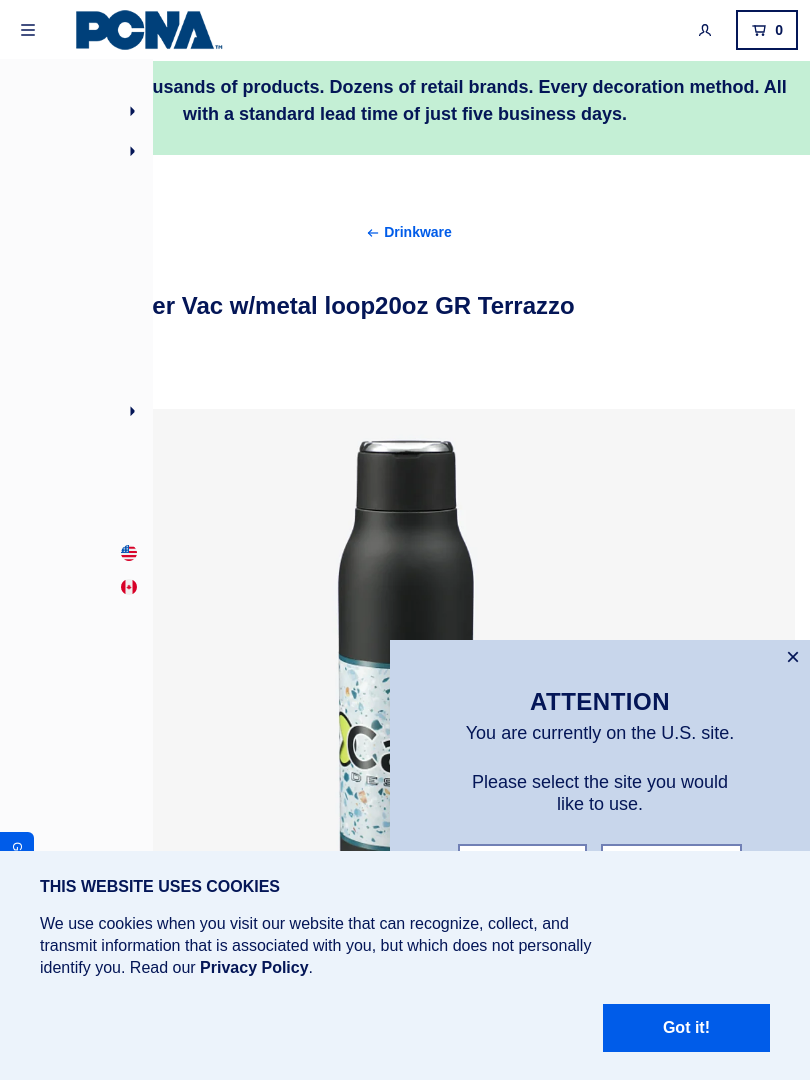 PCNA™
0
usands of products. Dozens of retail brands. Every decoration method. All
with a standard lead time of just five business days.
← Drinkware
er Vac w/metal loop20oz GR Terrazzo
Ca
DES
ATTENTION
You are currently on the U.S. site.
Please select the site you would
like to use.
G
THIS WEBSITE USES COOKIES
We use cookies when you visit our website that can recognize, collect, and
transmit information that is associated with you, but which does not personally
identify you. Read our Privacy Policy.
Got it!